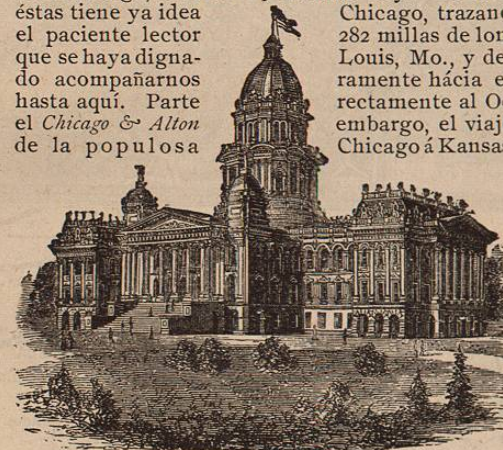 éstas tiene ya idea
el paciente lector
que se haya digna-
do acompañarnos
hasta aquí. Parte
el Chicago & Alton
de la populosa
Chicago, trazand
282 millas de lon
Louis, Mo., y de
ramente hácia e
rectamente al O
embargo, el viaj
Chicago á Kansas